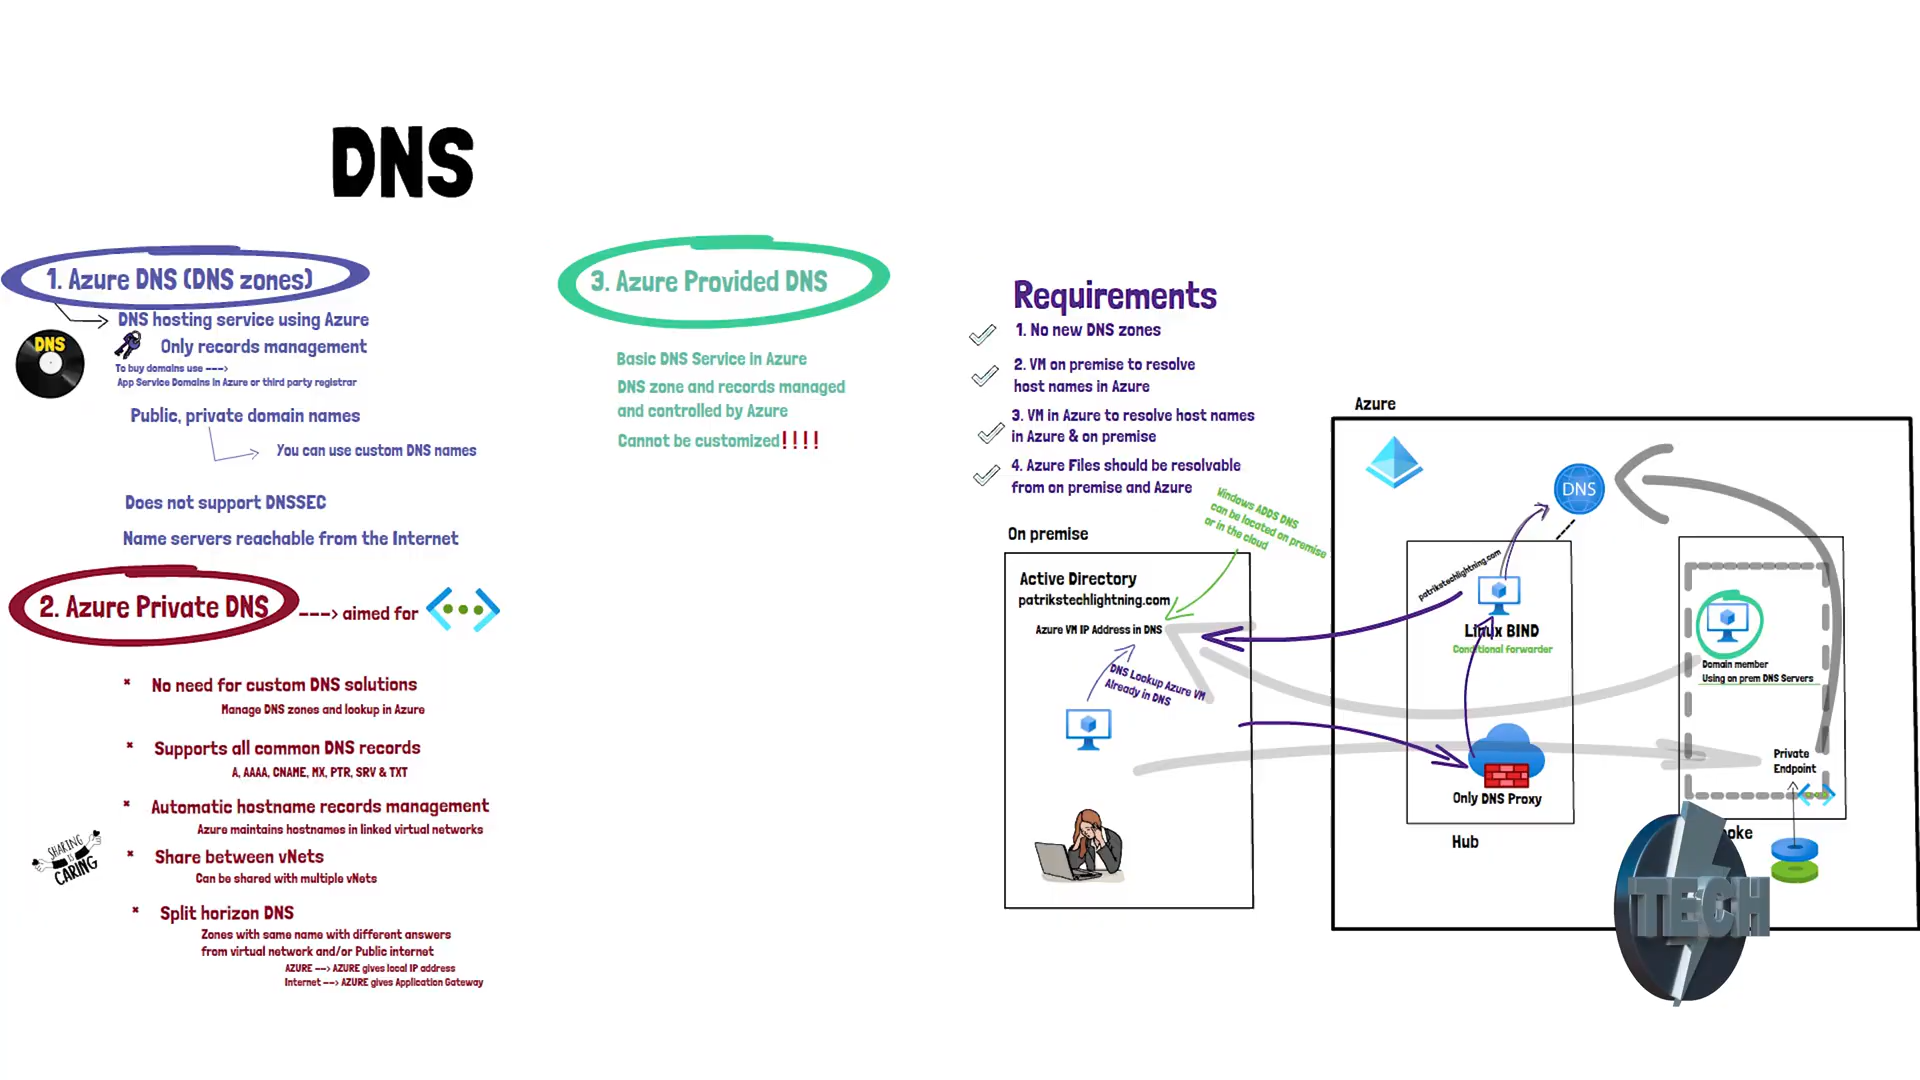 DNS
1. Azure DNS (DNS zones)
DNS hosting service using Azure
DNS
Only records management
To buy domains use --->
App Service Domains in Azure or third party registrar
Public, private domain names
You can use custom DNS names
Does not support DNSSEC
Name servers reachable from the Internet
2. Azure Private DNS
---> aimed for
* No need for custom DNS solutions
Manage DNS zones and lookup in Azure
* Supports all common DNS records
A, AAAA, CNAME, MX, PTR, SRV & TXT
* Automatic hostname records management
Azure maintains hostnames in linked virtual networks
SHARING
IS
CARING
* Share between vNets
Can be shared with multiple vNets
* Split horizon DNS
Zones with same name with different answers
from virtual network and/or Public internet
AZURE --> AZURE gives local IP address
Internet --> AZURE gives Application Gateway
3. Azure Provided DNS
Basic DNS Service in Azure
DNS zone and records managed
and controlled by Azure
Cannot be customized!!!!
Requirements
1. No new DNS zones
2. VM on premise to resolve
host names in Azure
3. VM in Azure to resolve host names
in Azure & on premise
4. Azure Files should be resolvable
from on premise and Azure
Windows ADDS DNS
can be located on premise
or in the cloud
On premise
Active Directory
patrikstechlightning.com
Azure VM IP Address in DNS
DNS Lookup Azure VM
Already in DNS
Azure
DNS
patrikstechlightning.com
Linux BIND
Conditional forwarder
Only DNS Proxy
Hub
Domain member
Using on prem DNS Servers
Private
Endpoint
oke
TECH